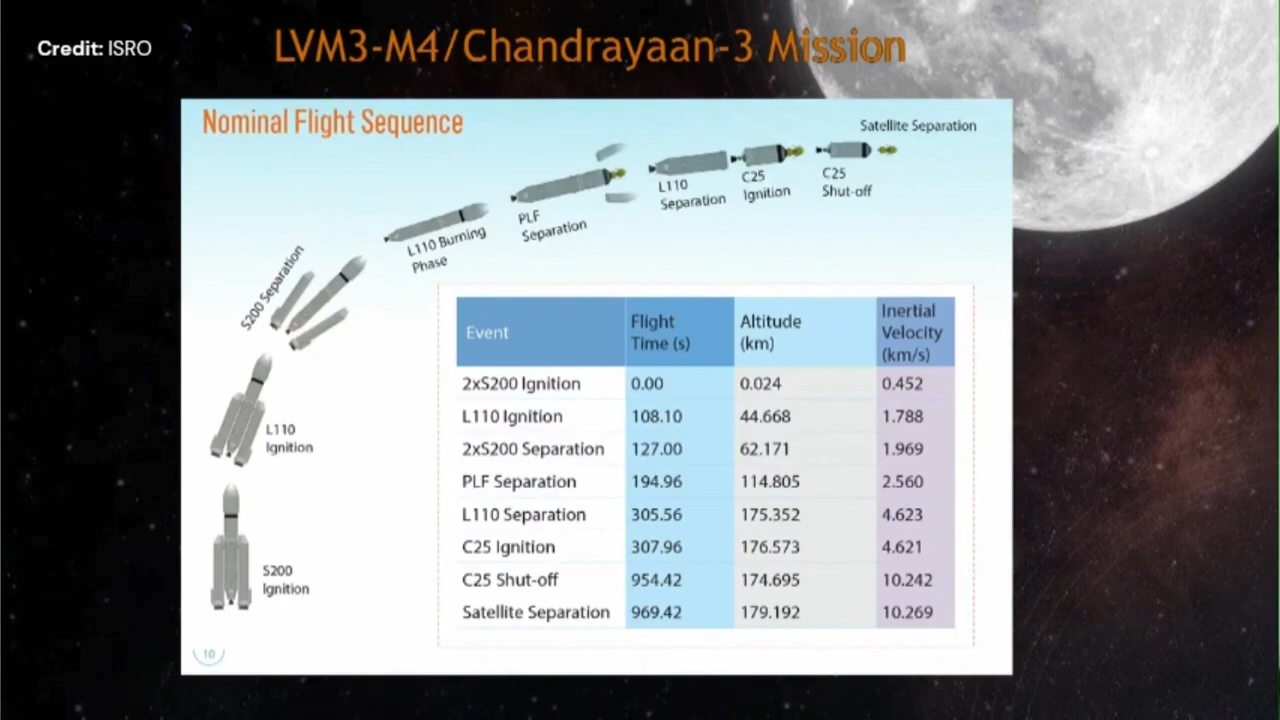 Credit: ISRO
LVM3-M4/Chandrayaan-3 Mission
Nominal Flight Sequence
Satellite Separation
C25
Shut-off
C25
Ignition
L110
Separation
PLF
Separation
L110 Burning
Phase
S200 Separation
L110
Ignition
S200
Ignition
Event Flight Time (s) Altitude (km) Inertial Velocity (km/s)
2xS200 Ignition 0.00 0.024 0.452
L110 Ignition 108.10 44.668 1.788
2xS200 Separation 127.00 62.171 1.969
PLF Separation 194.96 114.805 2.560
L110 Separation 305.56 175.352 4.623
C25 Ignition 307.96 176.573 4.621
C25 Shut-off 954.42 174.695 10.242
Satellite Separation 969.42 179.192 10.269
10